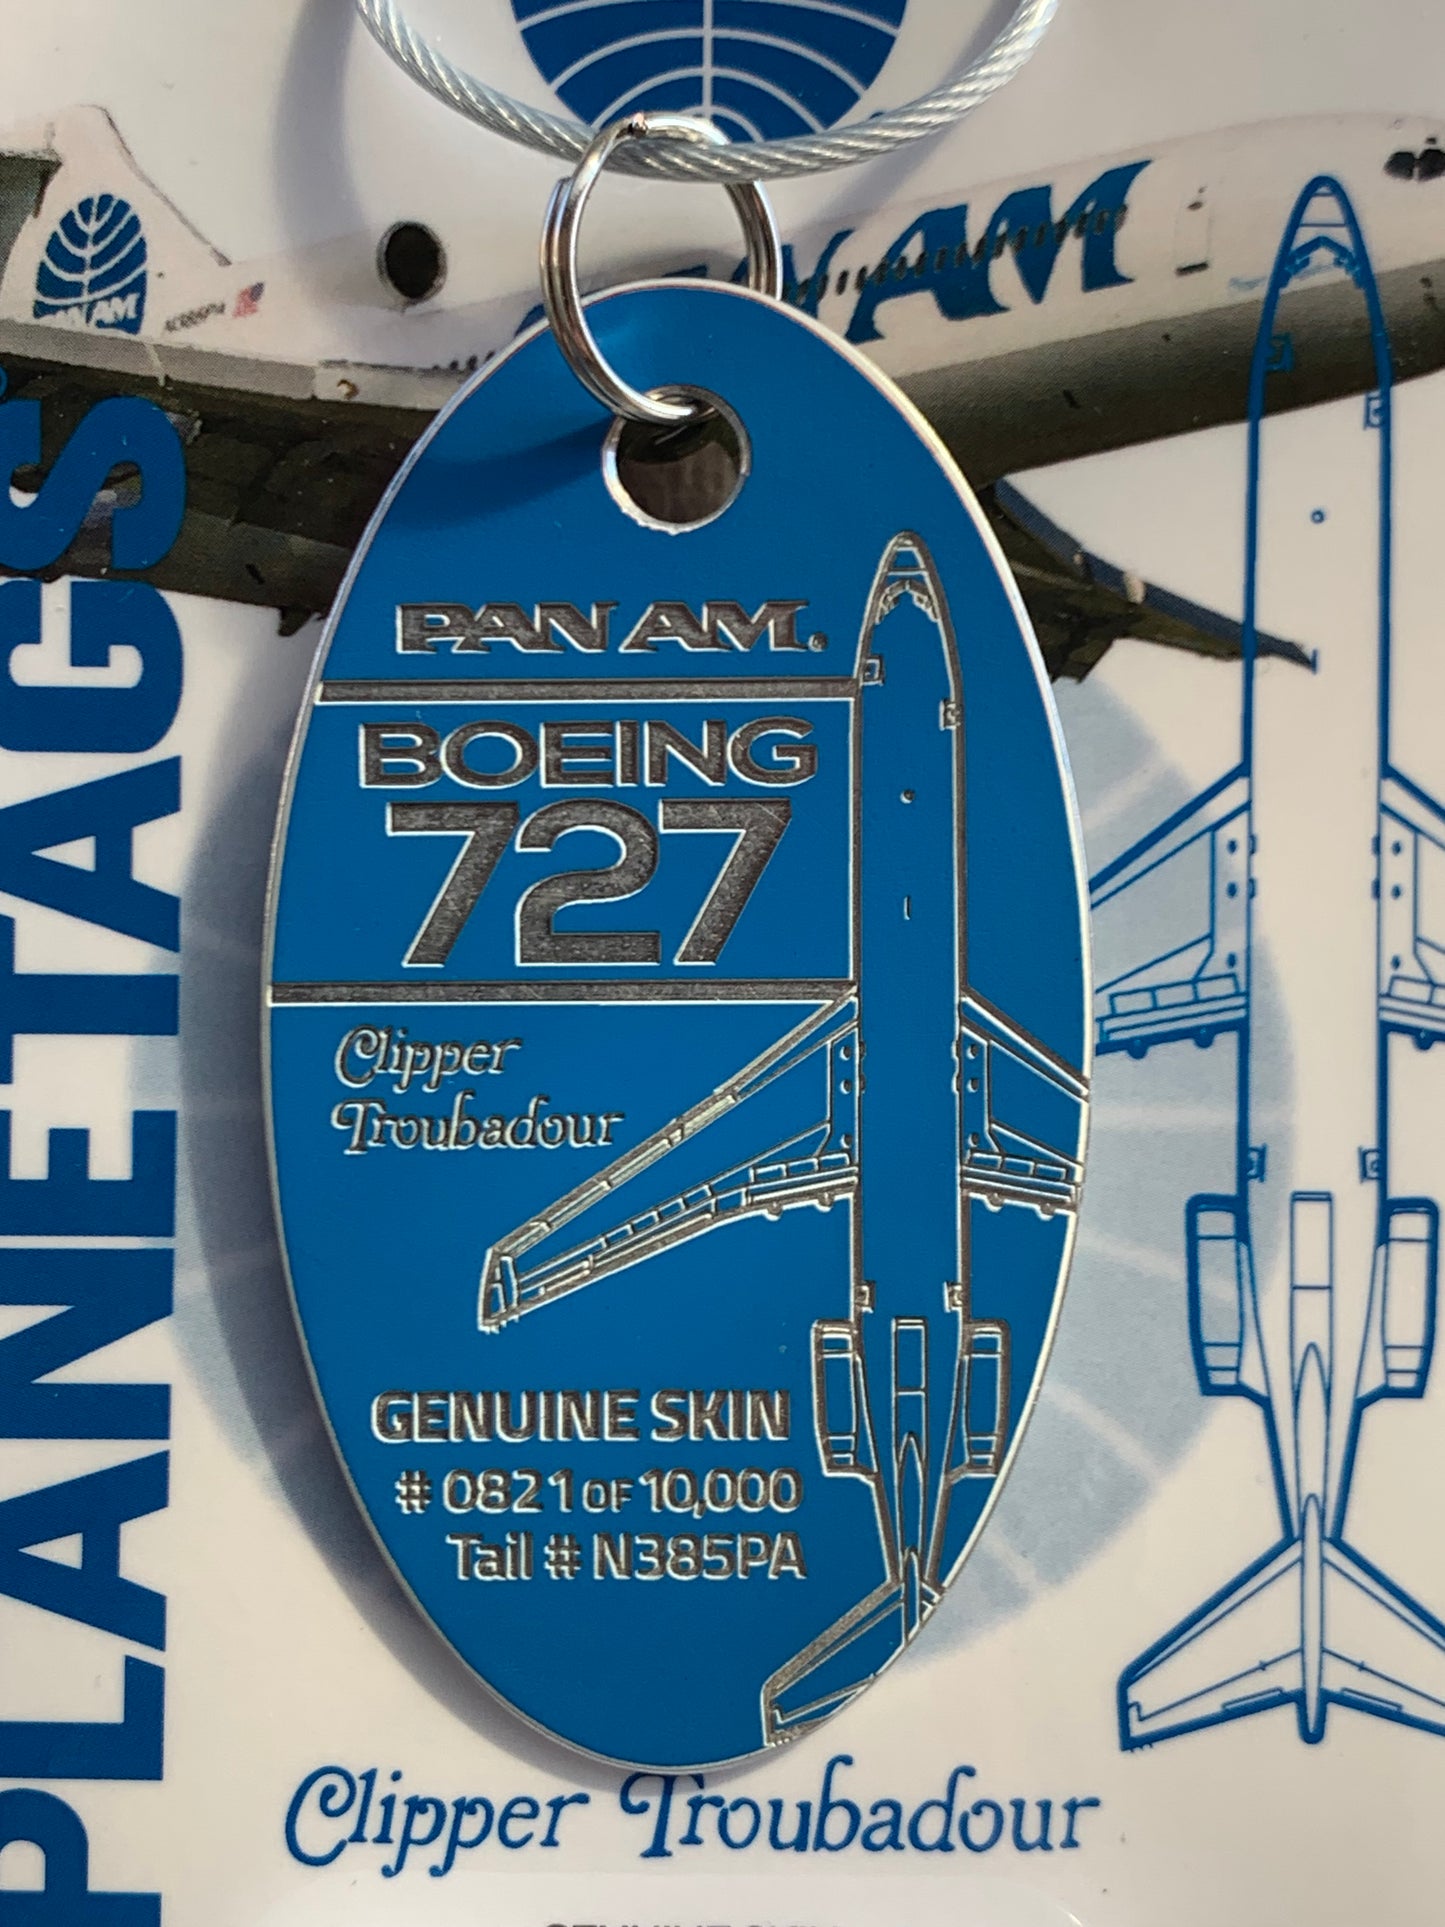 PAN AM
PAN AM
PLANETAGS
PAN AM.
BOEING
727
Clipper
Troubadour
GENUINE SKIN
# 0821 OF 10,000
Tail # N385PA
Clipper Troubadour